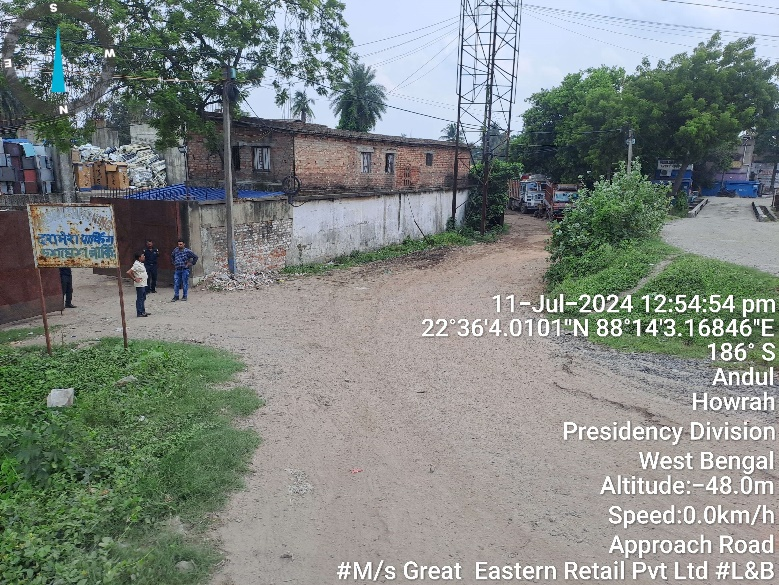 S
W
E
N
11-Jul-2024 12:54:54 pm
22°36'4.0101"N 88°14'3.16846"E
186° S
Andul
Howrah
Presidency Division
West Bengal
Altitude:-48.0m
Speed:0.0km/h
Approach Road
#M/s Great Eastern Retail Pvt Ltd #L&B